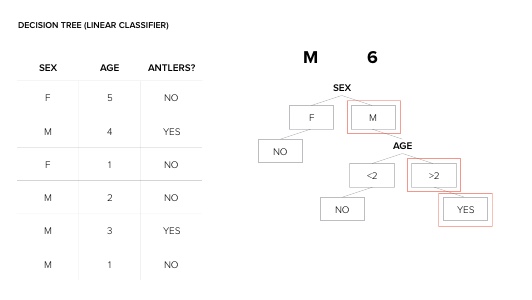 DECISION TREE (LINEAR CLASSIFIER)
SEX AGE ANTLERS?
F 5 NO
M 4 YES
F 1 NO
M 2 NO
M 3 YES
M 1 NO
M 6
SEX
F M
NO
AGE
<2 >2
NO
YES